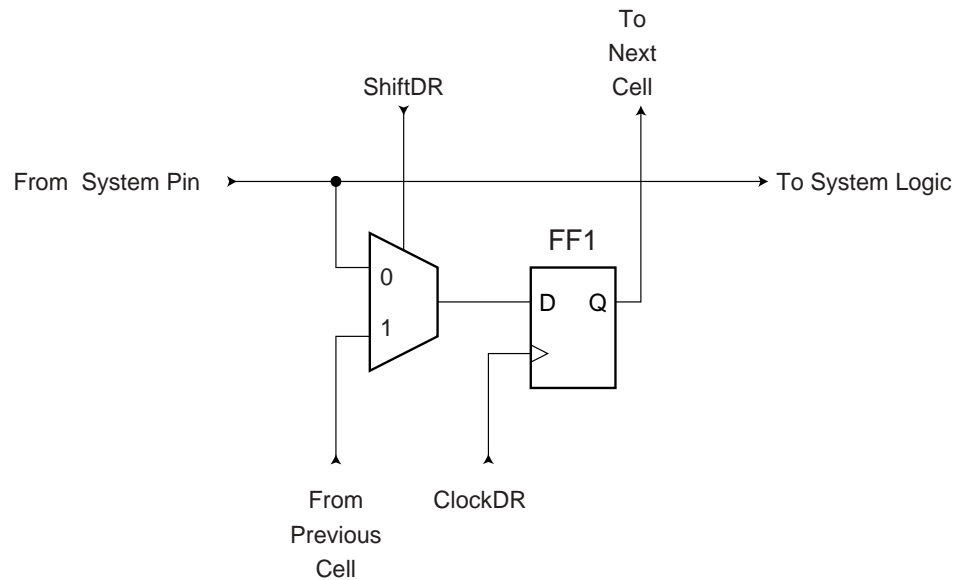 To
Next
Cell
ShiftDR
From System Pin
To System Logic
FF1
0
D Q
1
From
Previous
Cell
ClockDR